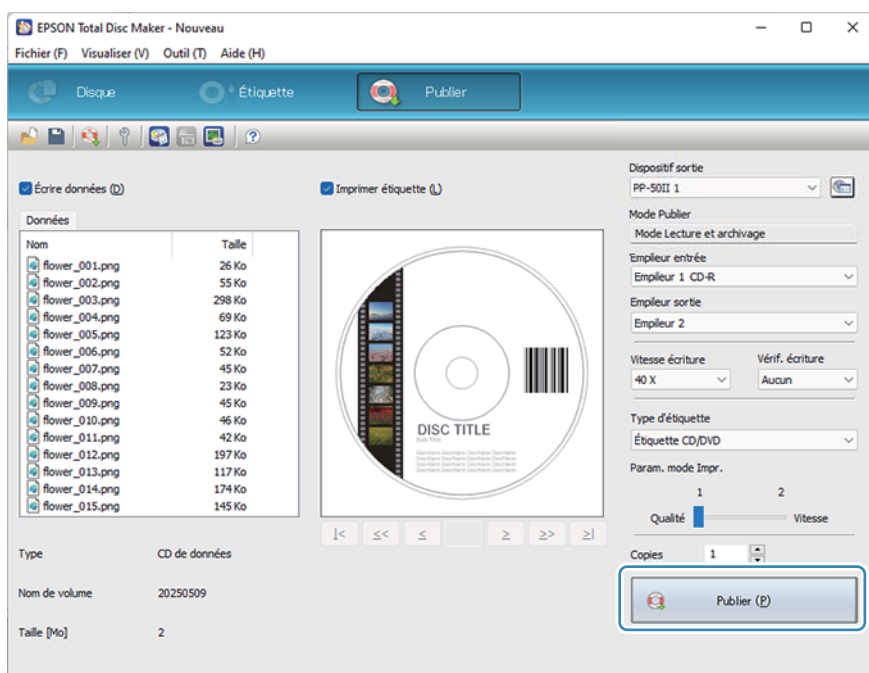 EPSON Total Disc Maker - Nouveau
Fichier (F) Visualiser (V) Outil (T) Aide (H)
Disque Étiquette Publier
Écrire données (D)
Données
Nom Taille
flower_001.png 26 Ko
flower_002.png 55 Ko
flower_003.png 298 Ko
flower_004.png 69 Ko
flower_005.png 123 Ko
flower_006.png 52 Ko
flower_007.png 45 Ko
flower_008.png 23 Ko
flower_009.png 45 Ko
flower_010.png 46 Ko
flower_011.png 42 Ko
flower_012.png 197 Ko
flower_013.png 117 Ko
flower_014.png 174 Ko
flower_015.png 145 Ko
Type CD de données
Nom de volume 20250509
Taille [Mo] 2
Imprimer étiquette (L)
DISC TITLE
Sub Title
|< << < > >> >|
Dispositif sortie
PP-50II 1
Mode Publier
Mode Lecture et archivage
Empileur entrée
Empileur 1 CD-R
Empileur sortie
Empileur 2
Vitesse écriture Vérif. écriture
40 X Aucun
Type d'étiquette
Étiquette CD/DVD
Param. mode Impr.
1 2
Qualité Vitesse
Copies 1
Publier (P)